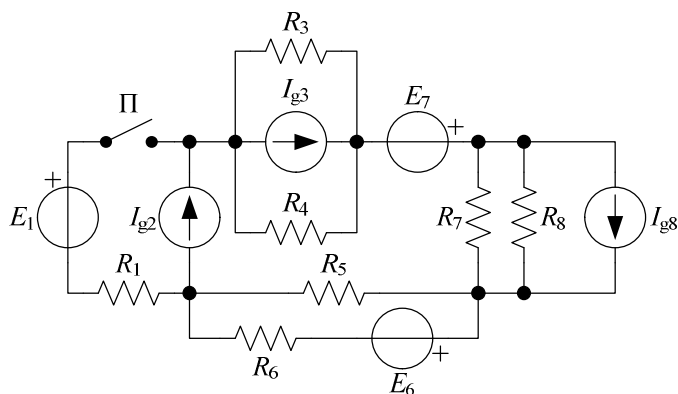 R3
Ig3
E7
+
П
+
E1
Ig2
R4
R7
R8
Ig8
R1
R5
R6
E6
+